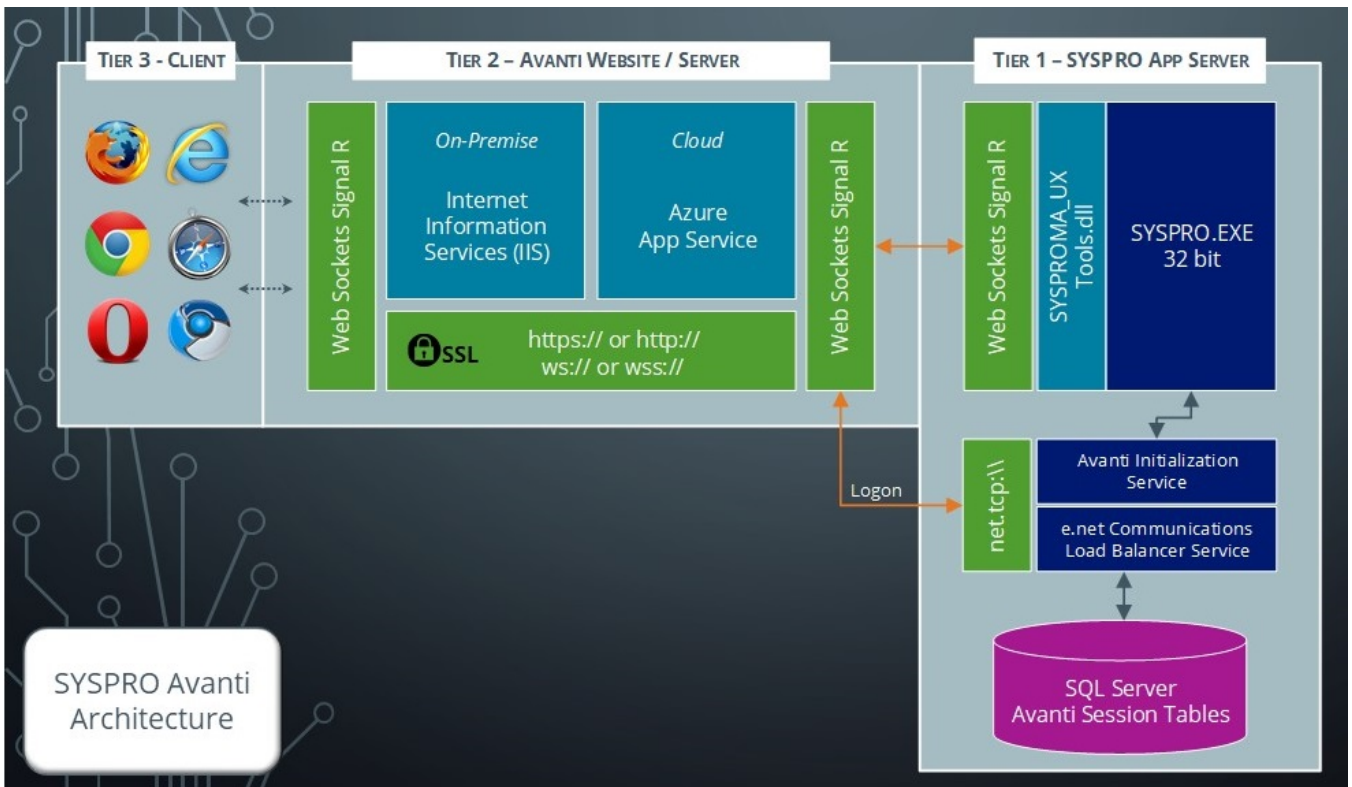 TIER 3 - CLIENT
TIER 2 – AVANTI WEBSITE / SERVER
TIER 1 – SYSPRO APP SERVER
Web Sockets Signal R
On-Premise
Internet
Information
Services (IIS)
Cloud
Azure
App Service
SSL
https:// or http://
ws:// or wss://
Web Sockets Signal R
Web Sockets Signal R
SYSPROMA_UX
Tools.dll
SYSPRO.EXE
32 bit
Logon
net.tcp:\\
Avanti Initialization
Service
e.net Communications
Load Balancer Service
SQL Server
Avanti Session Tables
SYSPRO Avanti
Architecture